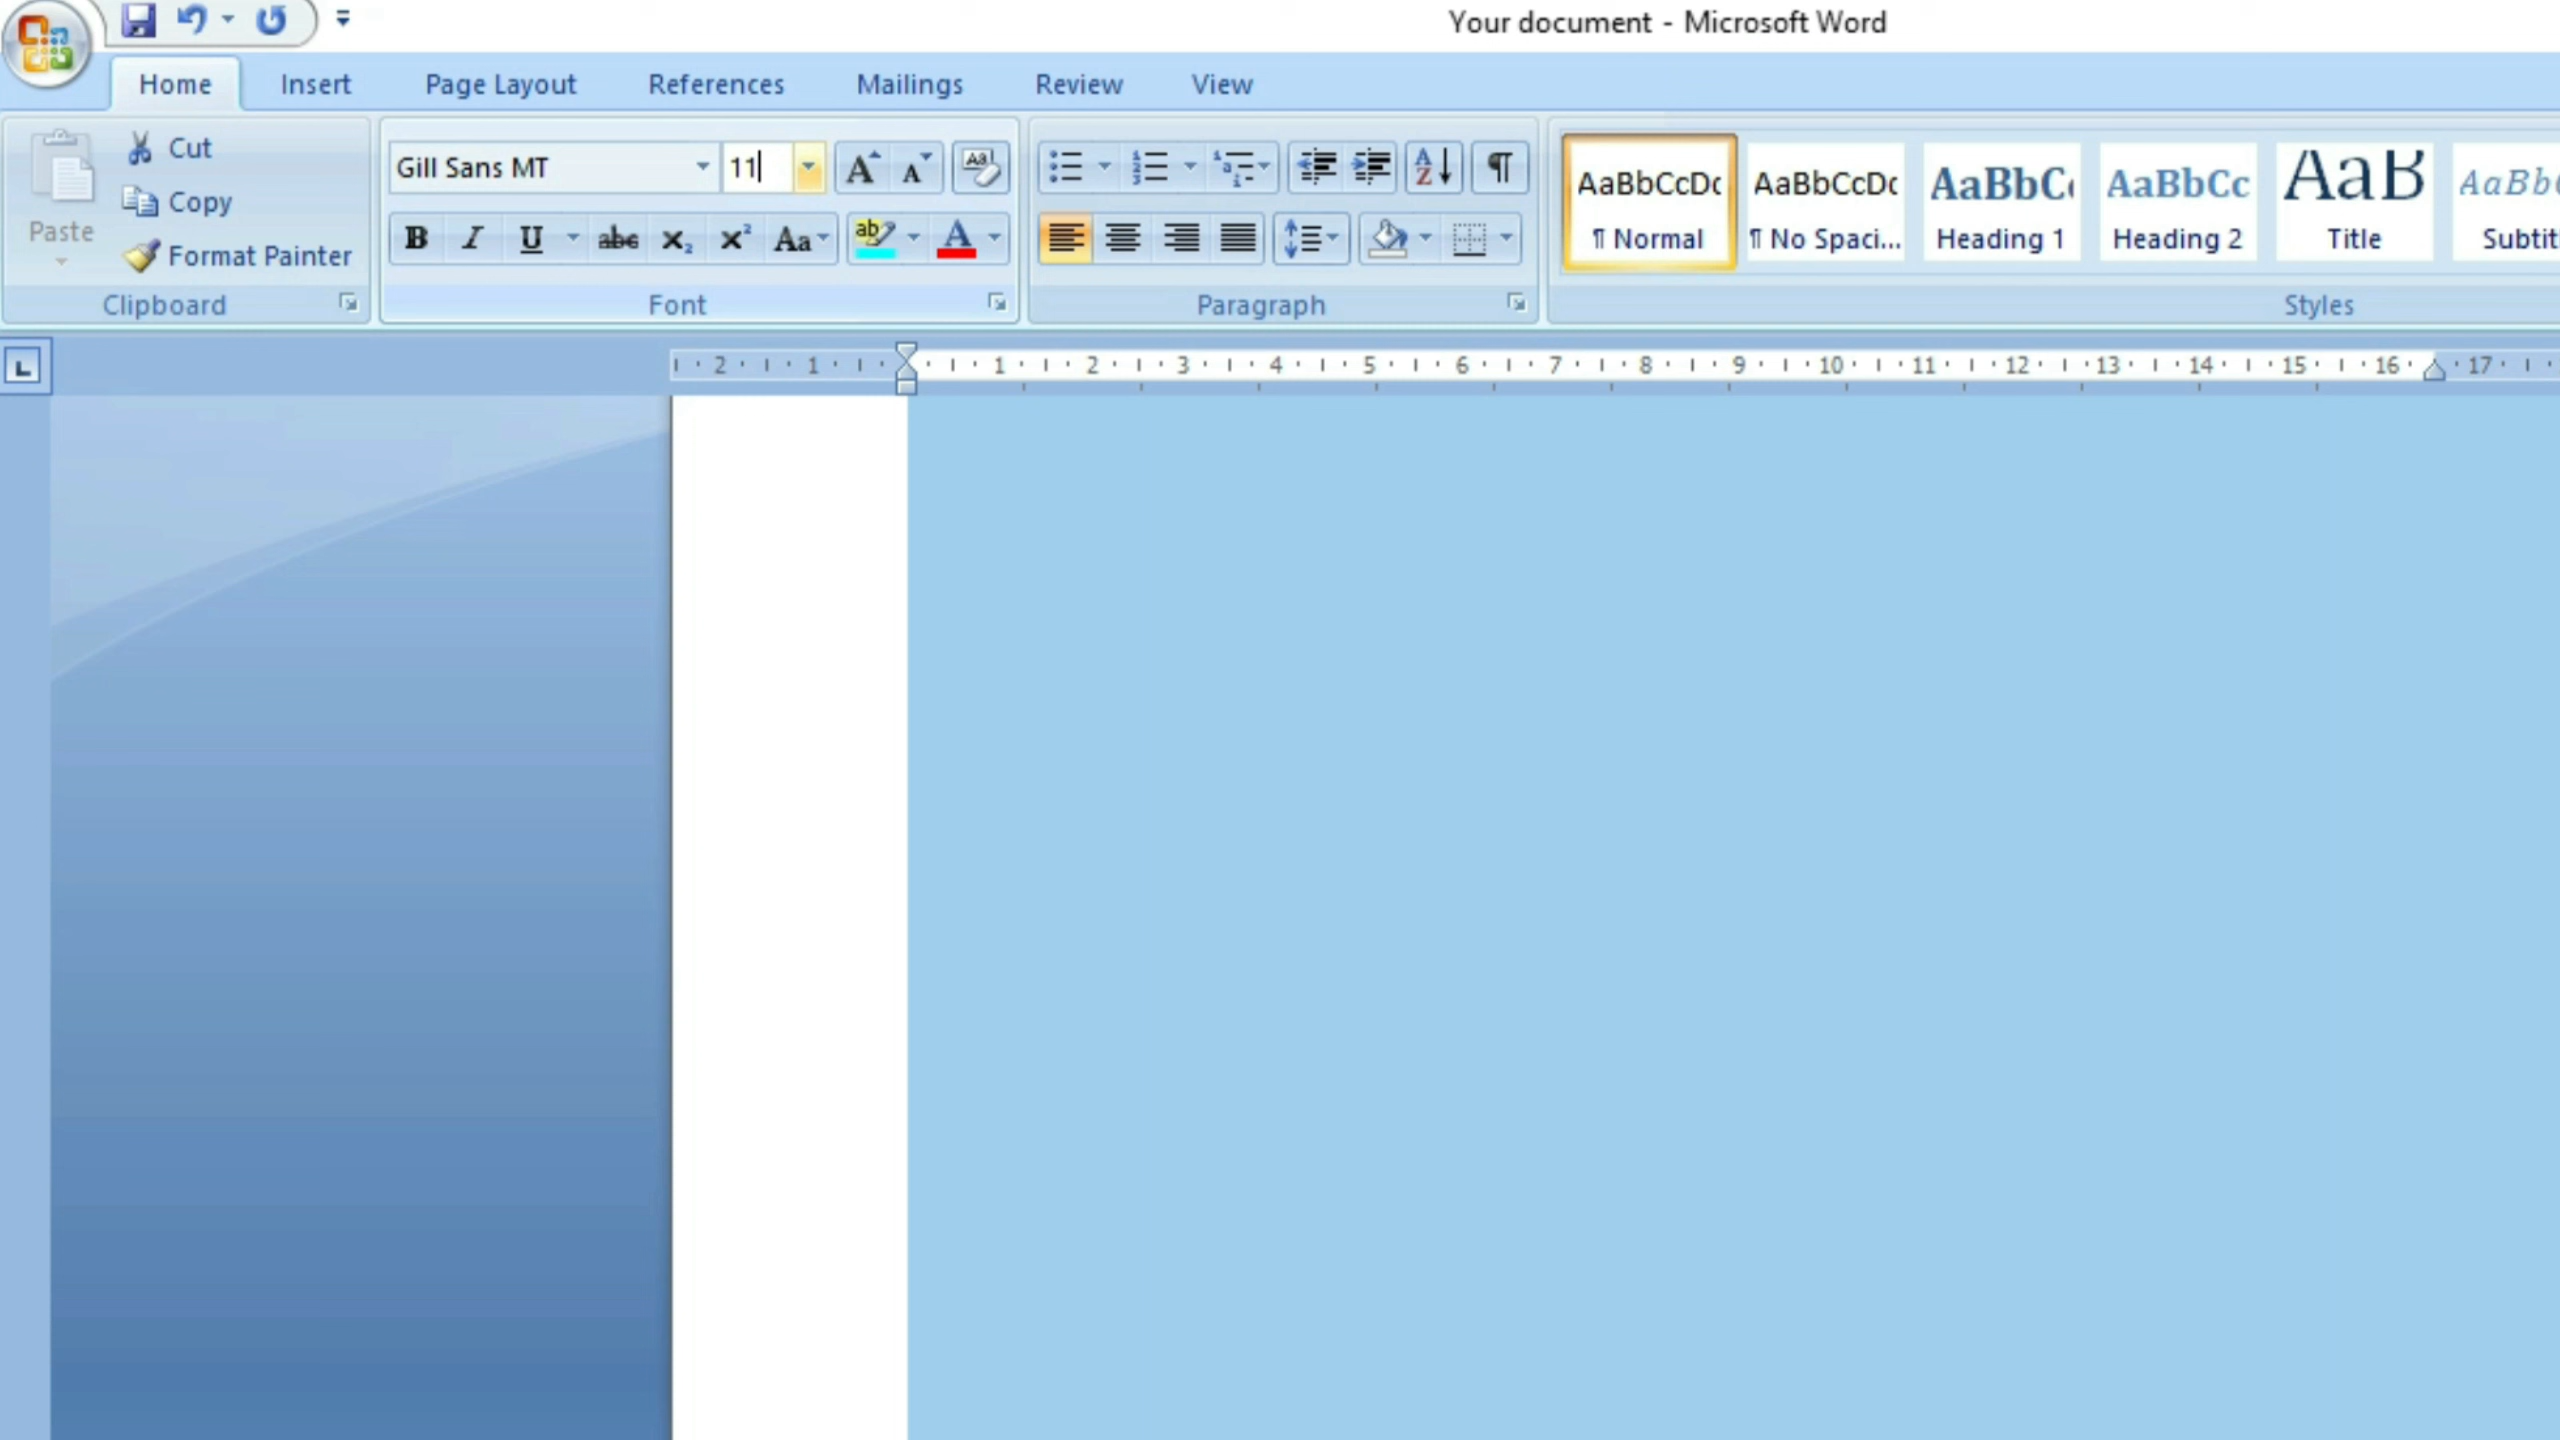 Your document - Microsoft Word
Home Insert Page Layout References Mailings Review View
Paste
Cut
Copy
Format Painter
Clipboard
Gill Sans MT 11
Font
Paragraph
AaBbCcDc AaBbCcDc AaBbC AaBbCc AaB AaBb
¶ Normal ¶ No Spaci... Heading 1 Heading 2 Title Subtit
Styles
2 1 1 2 3 4 5 6 7 8 9 10 11 12 13 14 15 16 17